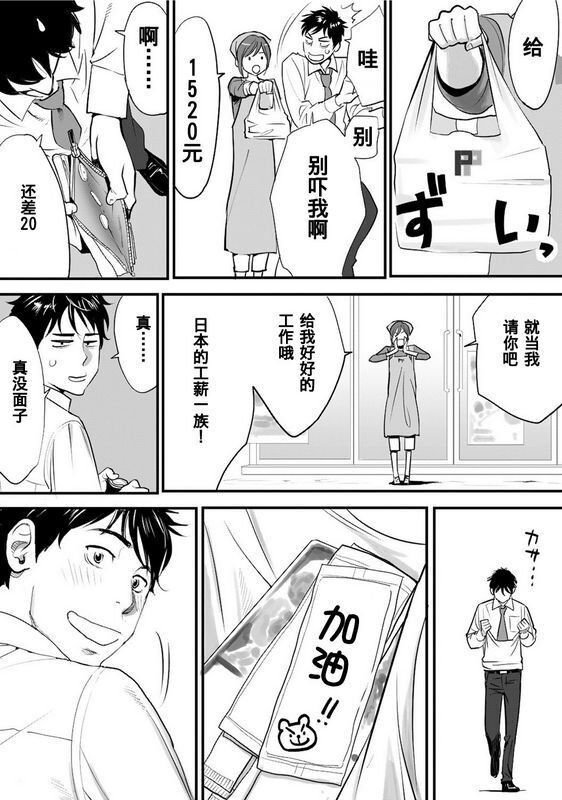 给
ずいっ
P
哇
别
别吓我啊
1520元
啊……
还差20
就当我
请你吧
给我好好的
工作哦
日本的工薪一族！
真……
真没面子
カサ…
加油!!